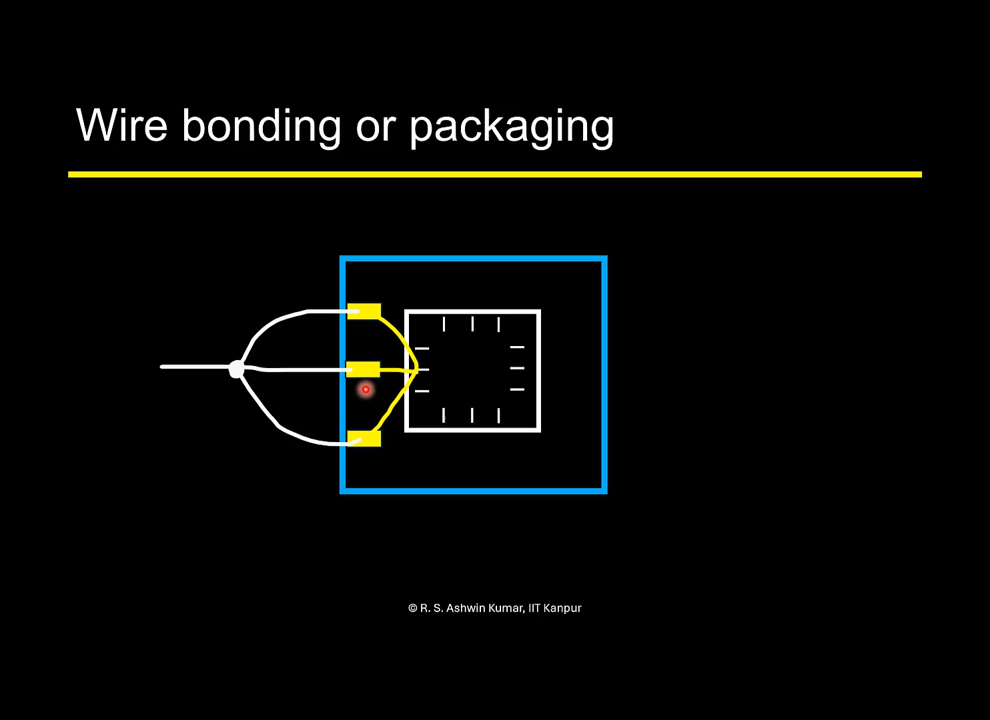 Wire bonding or packaging
© R. S. Ashwin Kumar, IIT Kanpur